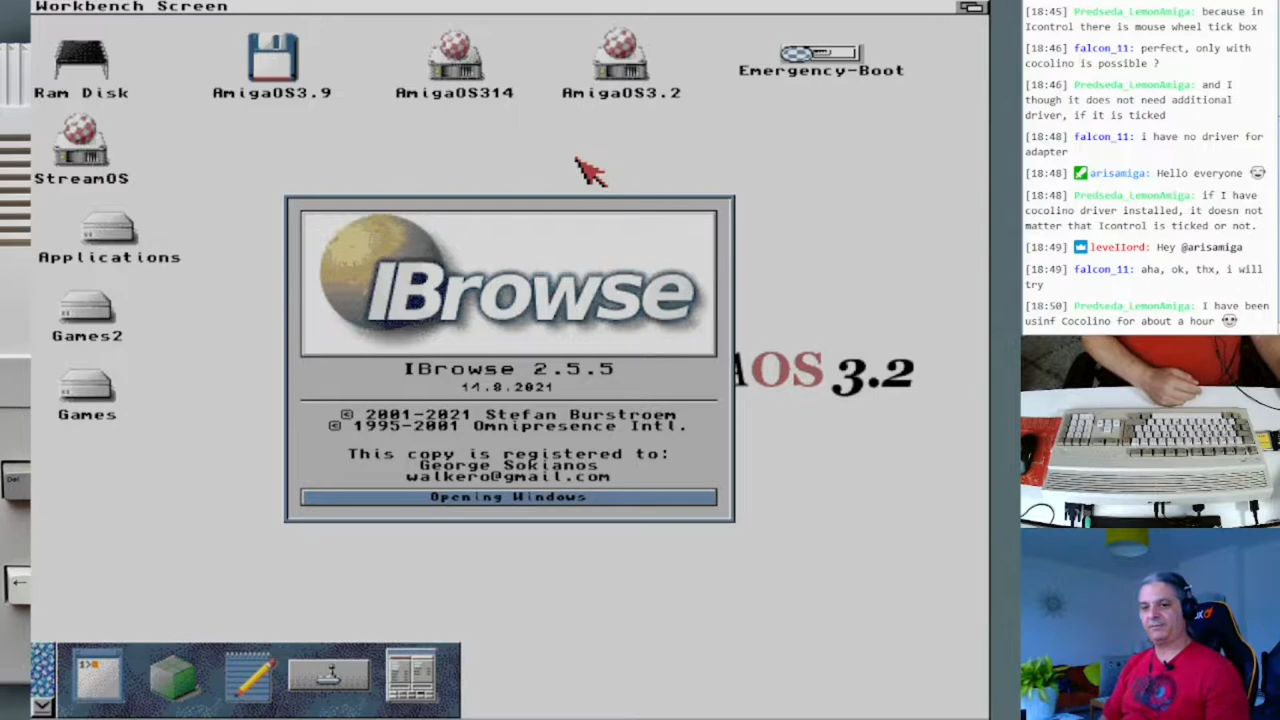 Workbench Screen
Ram Disk
AmigaOS3.9
AmigaOS314
AmigaOS3.2
Emergency-Boot
StreamOS
Applications
Games2
Games
IBrowse
IBrowse 2.5.5
14.8.2021
© 2001-2021 Stefan Burstroem
© 1995-2001 Omnipresence Intl.
This copy is registered to:
George Sokianos
walkero@gmail.com
Opening Windows
OS 3.2
1>
Del
[18:45] Predseda_LemonAmiga: because in
Icontrol there is mouse wheel tick box
[18:46] falcon_11: perfect, only with
cocolino is possible ?
[18:46] Predseda_LemonAmiga: and I
though it does not need additional
driver, if it is ticked
[18:48] falcon_11: i have no driver for
adapter
[18:48] arisamiga: Hello everyone
[18:48] Predseda_LemonAmiga: if I have
cocolino driver installed, it doesn not
matter that Icontrol is ticked or not.
[18:49] leveIIord: Hey @arisamiga
[18:49] falcon_11: aha, ok, thx, i will
try
[18:50] Predseda_LemonAmiga: I have been
usinf Cocolino for about a hour